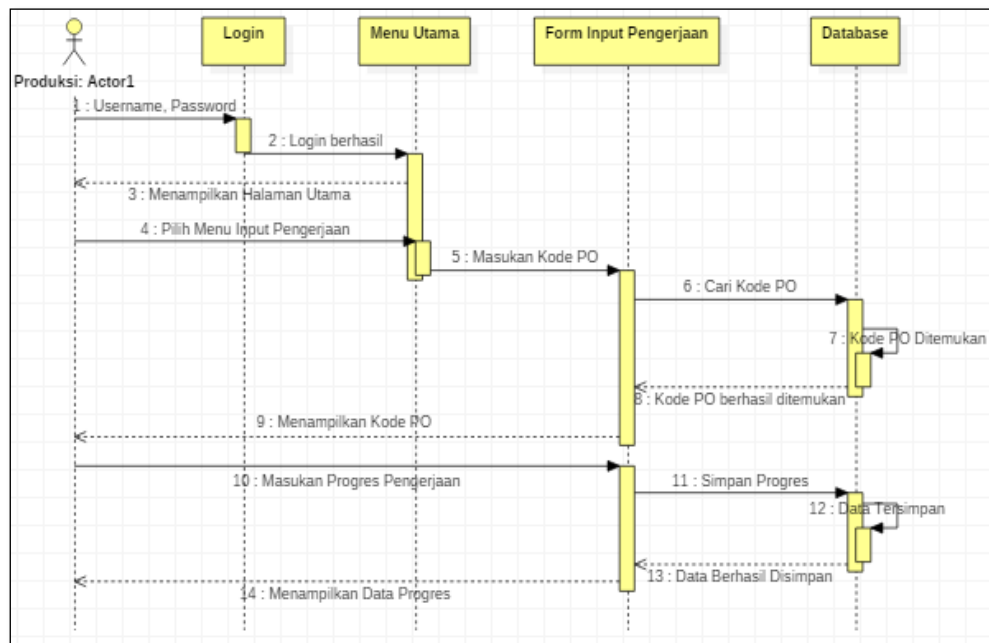 Login
Menu Utama
Form Input Pengerjaan
Database
Produksi: Actor1
1 : Username, Password
2 : Login berhasil
3 : Menampilkan Halaman Utama
4 : Pilih Menu Input Pengerjaan
5 : Masukan Kode PO
6 : Cari Kode PO
7 : Kode PO Ditemukan
8 : Kode PO berhasil ditemukan
9 : Menampilkan Kode PO
10 : Masukan Progres Pengerjaan
11 : Simpan Progres
12 : Data Tersimpan
13 : Data Berhasil Disimpan
14 : Menampilkan Data Progres